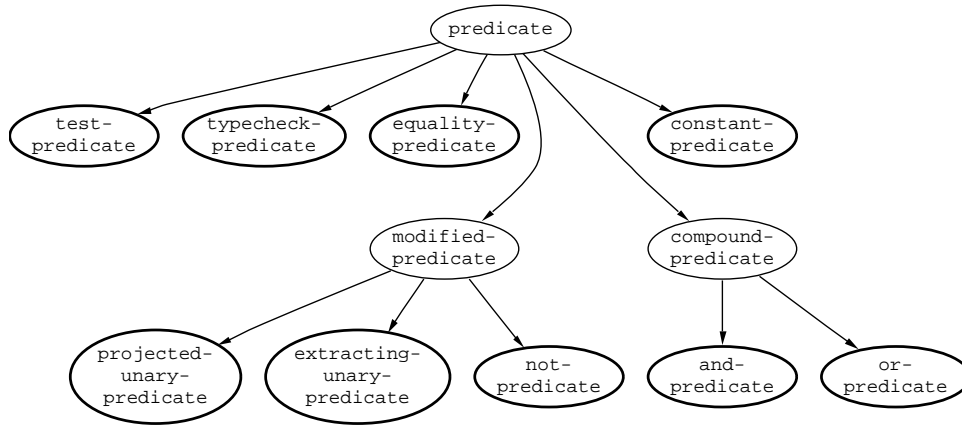 predicate
test-
predicate
typecheck-
predicate
equality-
predicate
constant-
predicate
modified-
predicate
compound-
predicate
projected-
unary-
predicate
extracting-
unary-
predicate
not-
predicate
and-
predicate
or-
predicate